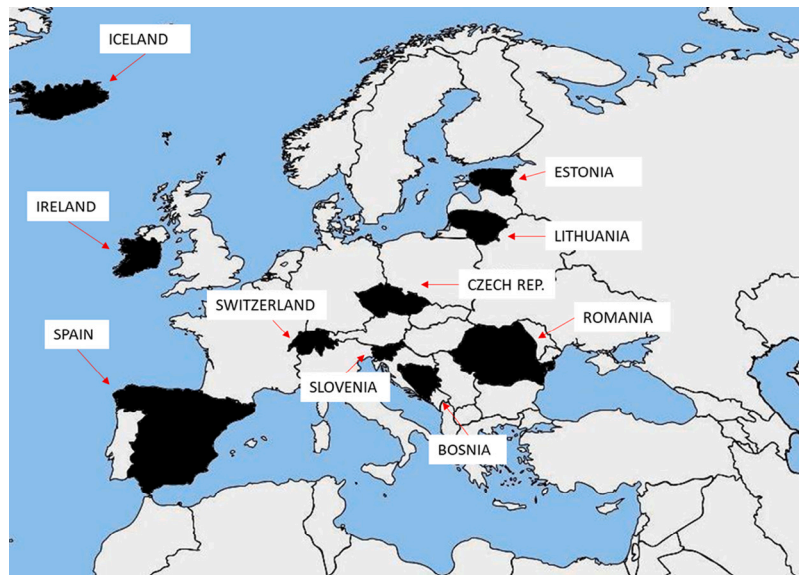 ICELAND
ESTONIA
IRELAND
LITHUANIA
CZECH REP.
SWITZERLAND
ROMANIA
SPAIN
SLOVENIA
BOSNIA